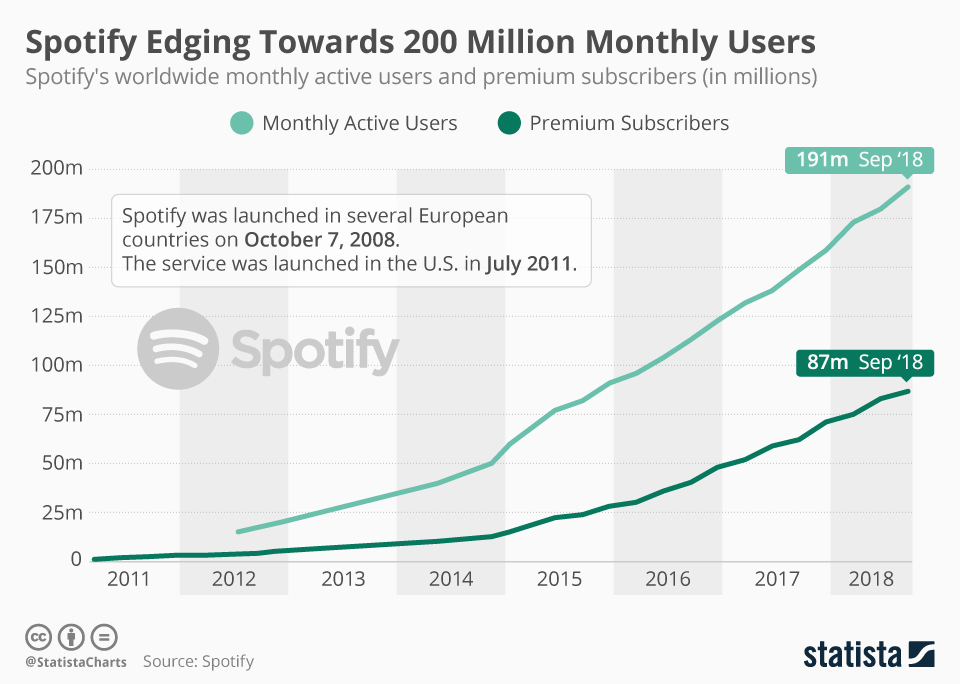 Spotify Edging Towards 200 Million Monthly Users
Spotify's worldwide monthly active users and premium subscribers (in millions)
Monthly Active Users
Premium Subscribers
200m
175m
150m
125m
100m
75m
50m
25m
0
191m Sep ‘18
Spotify was launched in several European
countries on October 7, 2008.
The service was launched in the U.S. in July 2011.
Spotify
87m Sep ‘18
2011
2012
2013
2014
2015
2016
2017
2018
cc
@StatistaCharts
Source: Spotify
statista